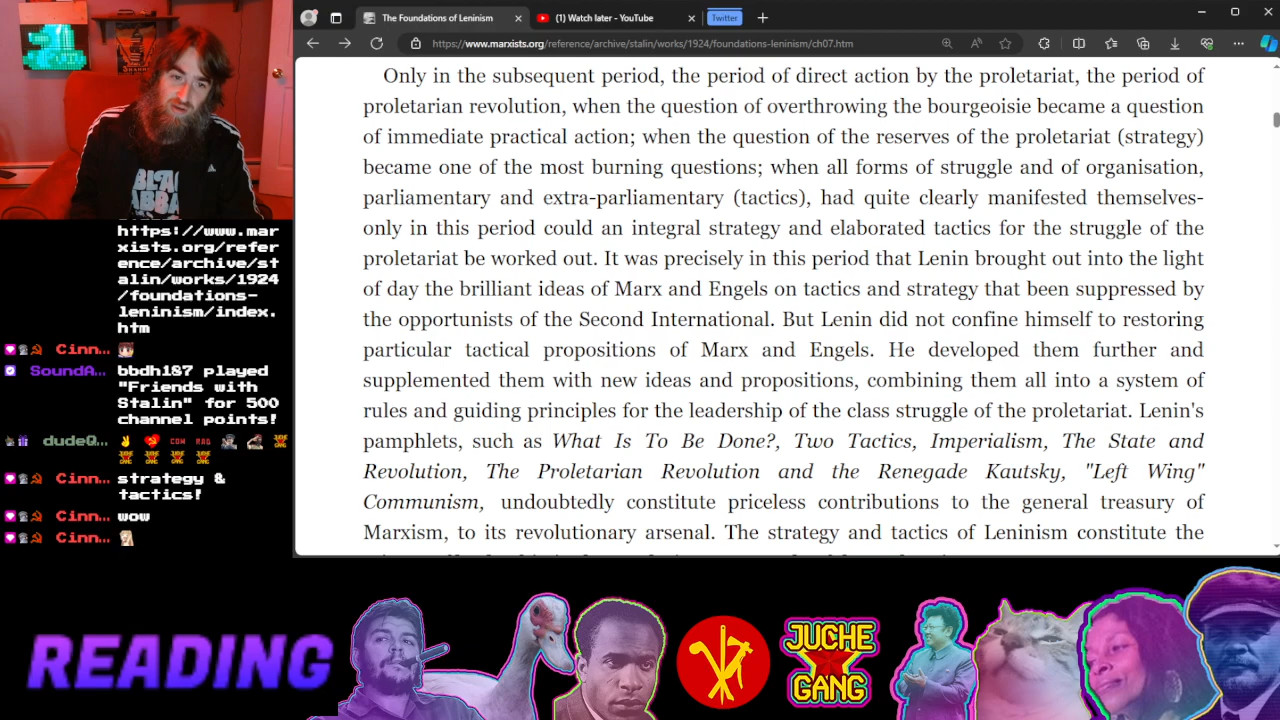 The Foundations of Leninism
(1) Watch later - YouTube
Twitter
https://www.marxists.org/reference/archive/stalin/works/1924/foundations-leninism/ch07.htm
Only in the subsequent period, the period of direct action by the proletariat, the period of
proletarian revolution, when the question of overthrowing the bourgeoisie became a question
of immediate practical action; when the question of the reserves of the proletariat (strategy)
became one of the most burning questions; when all forms of struggle and of organisation,
parliamentary and extra-parliamentary (tactics), had quite clearly manifested themselves-
only in this period could an integral strategy and elaborated tactics for the struggle of the
proletariat be worked out. It was precisely in this period that Lenin brought out into the light
of day the brilliant ideas of Marx and Engels on tactics and strategy that been suppressed by
the opportunists of the Second International. But Lenin did not confine himself to restoring
particular tactical propositions of Marx and Engels. He developed them further and
supplemented them with new ideas and propositions, combining them all into a system of
rules and guiding principles for the leadership of the class struggle of the proletariat. Lenin's
pamphlets, such as What Is To Be Done?, Two Tactics, Imperialism, The State and
Revolution, The Proletarian Revolution and the Renegade Kautsky, "Left Wing"
Communism, undoubtedly constitute priceless contributions to the general treasury of
Marxism, to its revolutionary arsenal. The strategy and tactics of Leninism constitute the
https://www.mar
xists.org/refer
ence/archive/st
alin/works/1924
/foundations-
leninism/index.
htm
Cinn...
SoundA... bbdh187 played
"Friends with
Stalin" for 500
channel points!
dudeQ...
Cinn... strategy &
tactics!
Cinn... wow
Cinn...
READING
JUCHE
GANG